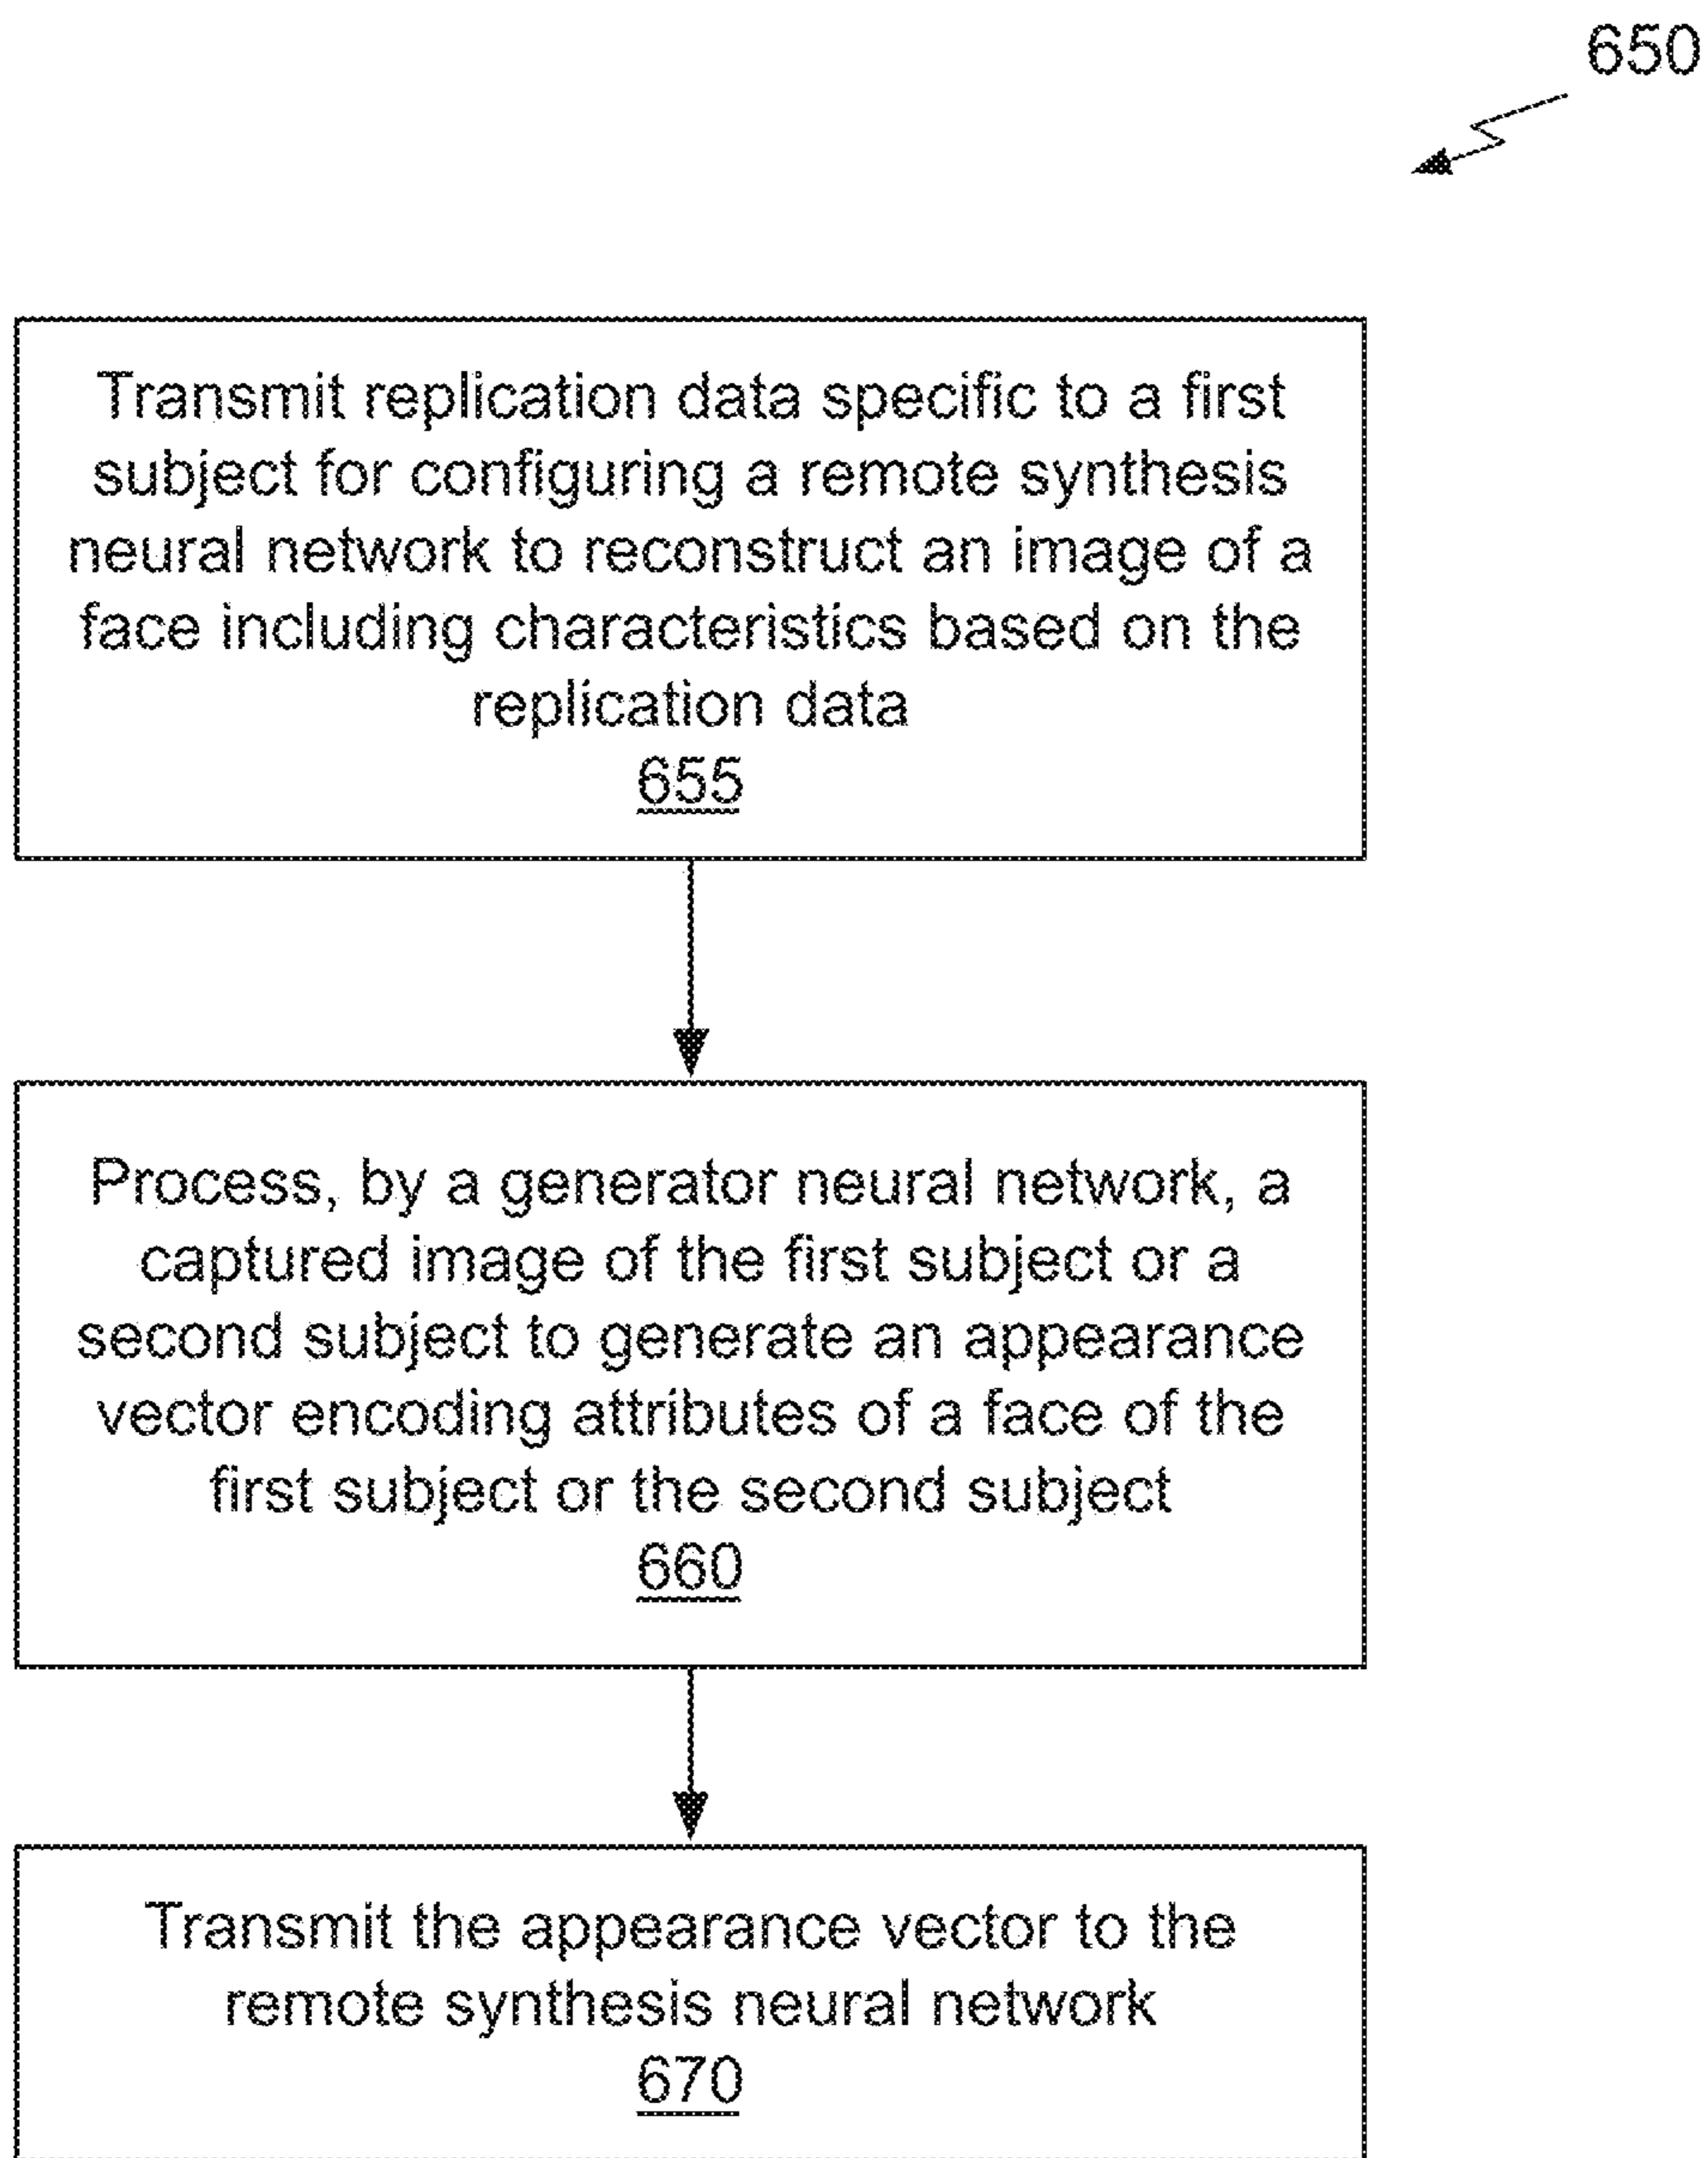 650
Transmit replication data specific to a first
subject for configuring a remote synthesis
neural network to reconstruct an image of a
face including characteristics based on the
replication data
655
Process, by a generator neural network, a
captured image of the first subject or a
second subject to generate an appearance
vector encoding attributes of a face of the
first subject or the second subject
660
Transmit the appearance vector to the
remote synthesis neural network
670